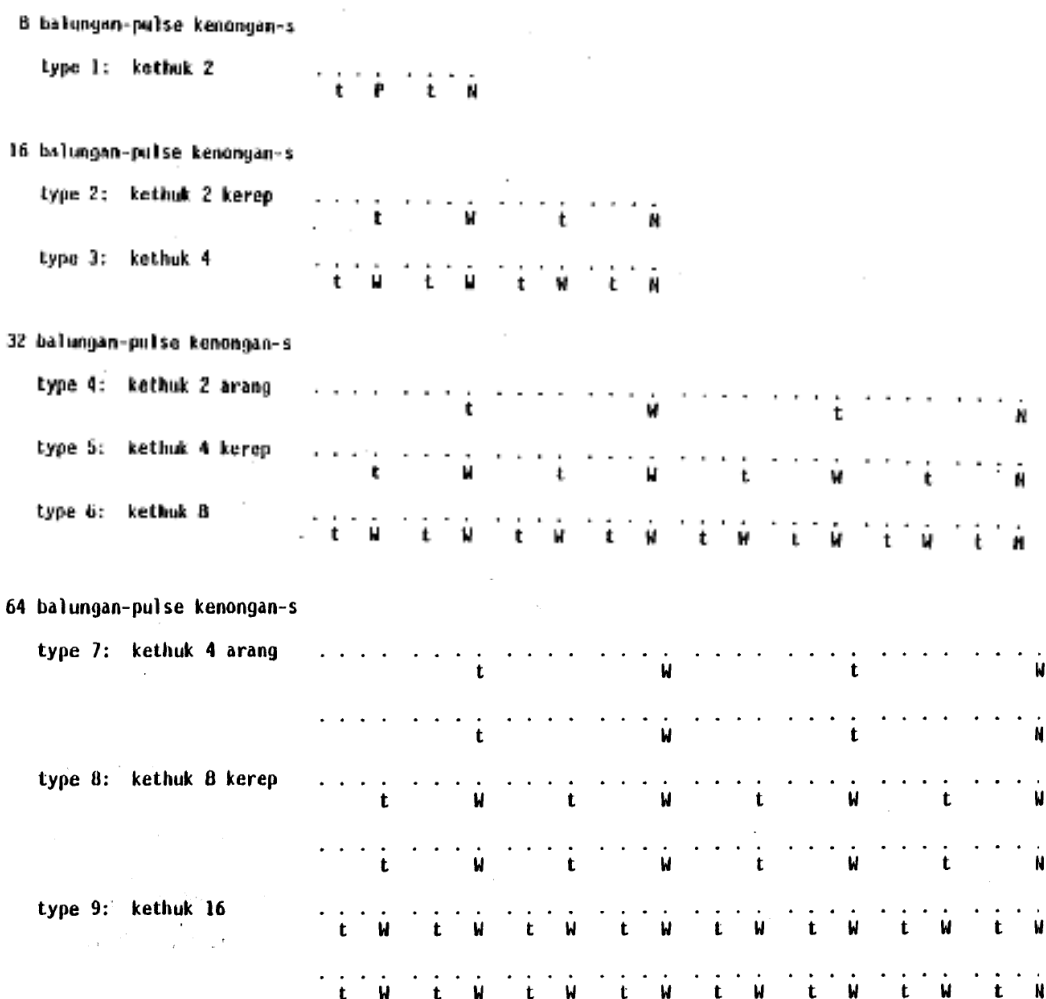 8 balungan-pulse kenongan-s
type 1: kethuk 2 . . . . . . . .
t P t N
16 balungan-pulse kenongan-s
type 2: kethuk 2 kerep . . . . . . . . . . . . . . . .
t W t N
type 3: kethuk 4 . . . . . . . . . . . . . . . .
t W t W t W t N
32 balungan-pulse kenongan-s
type 4: kethuk 2 arang . . . . . . . . . . . . . . . . . . . . . . . . . . . . . . . .
t W t N
type 5: kethuk 4 kerep . . . . . . . . . . . . . . . . . . . . . . . . . . . . . . . .
t W t W t W t N
type 6: kethuk 8 . . . . . . . . . . . . . . . . . . . . . . . . . . . . . . . .
t W t W t W t W t W t W t W t N
64 balungan-pulse kenongan-s
type 7: kethuk 4 arang . . . . . . . . . . . . . . . . . . . . . . . . . . . . . . . .
t W t W
. . . . . . . . . . . . . . . . . . . . . . . . . . . . . . . .
t W t N
type 8: kethuk 8 kerep . . . . . . . . . . . . . . . . . . . . . . . . . . . . . . . .
t W t W t W t W
. . . . . . . . . . . . . . . . . . . . . . . . . . . . . . . .
t W t W t W t N
type 9: kethuk 16 . . . . . . . . . . . . . . . . . . . . . . . . . . . . . . . .
t W t W t W t W t W t W t W t W
. . . . . . . . . . . . . . . . . . . . . . . . . . . . . . . .
t W t W t W t W t W t W t W t N